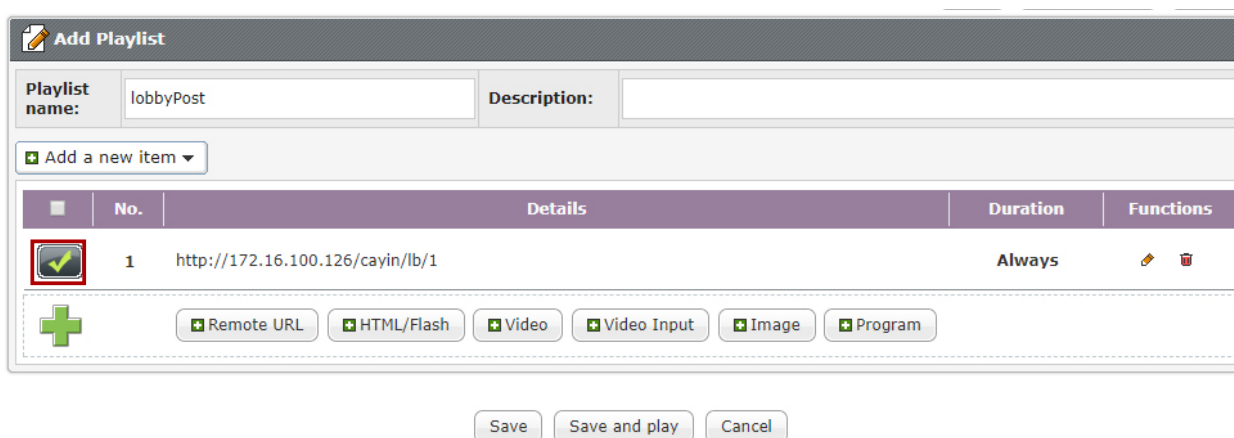 Add Playlist
Playlist name:
lobbyPost
Description:
Add a new item
No. Details Duration Functions
1 http://172.16.100.126/cayin/lb/1 Always
Remote URL HTML/Flash Video Video Input Image Program
Save Save and play Cancel